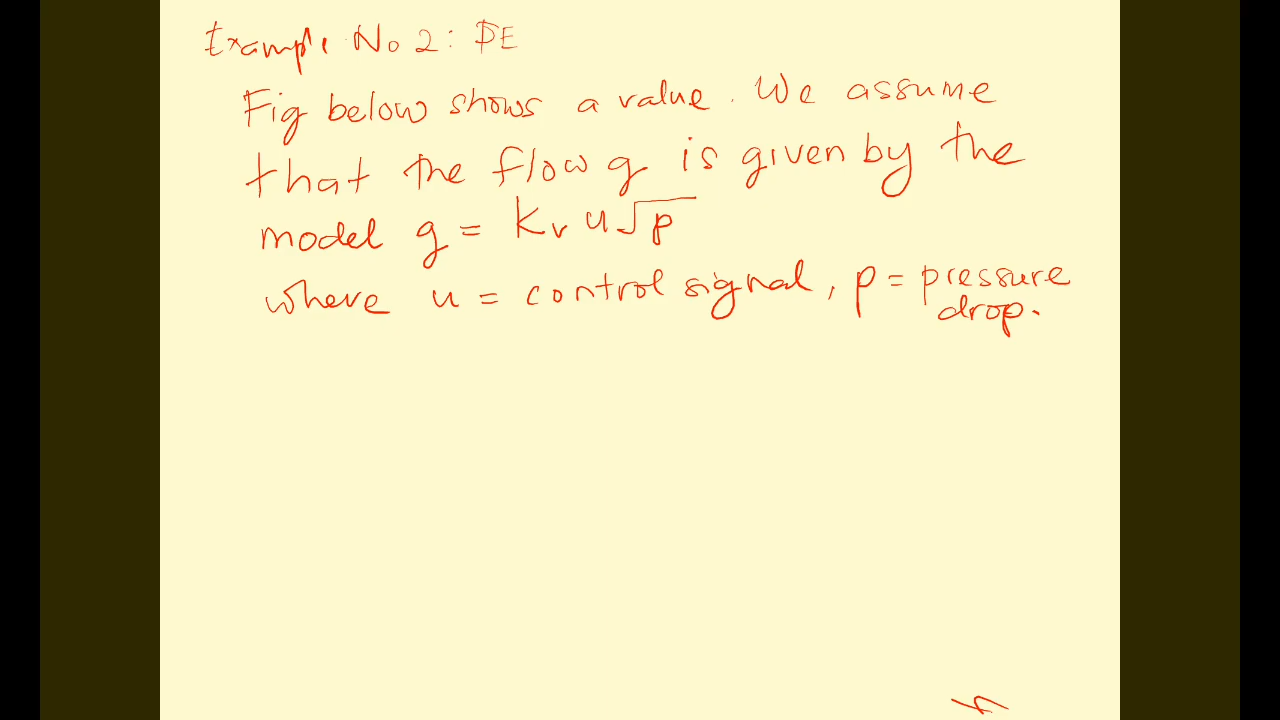 Example No 2: DE
Fig below shows a value. We assume
that the flow q is given by the
model q = Kv u√p
where u = control signal, p = pressure
drop.